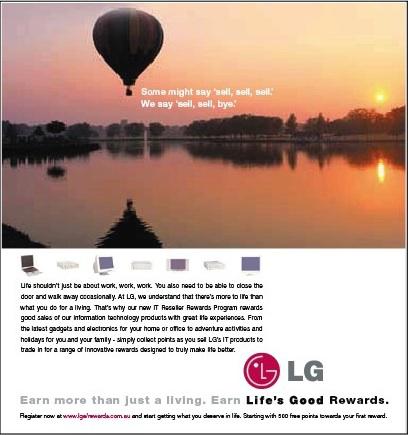 Some might say 'sell, sell, sell.'
We say 'sell, sell, bye.'
Life shouldn't just be about work, work, work. You also need to be able to close the
door and walk away occasionally. At LG, we understand that there's more to life than
what you do for a living. That's why our new IT Reseller Rewards Program rewards
good sales of our information technology products with great life experiences. From
the latest gadgets and electronics for your home or office to adventure activities and
holidays for you and your family - simply collect points as you sell LG's IT products to
trade in for a range of innovative rewards designed to truly make life better.
LG
Earn more than just a living. Earn Life's Good Rewards.
Register now at www.lgerewards.com.au and start getting what you deserve in life. Starting with 500 free points towards your first reward.